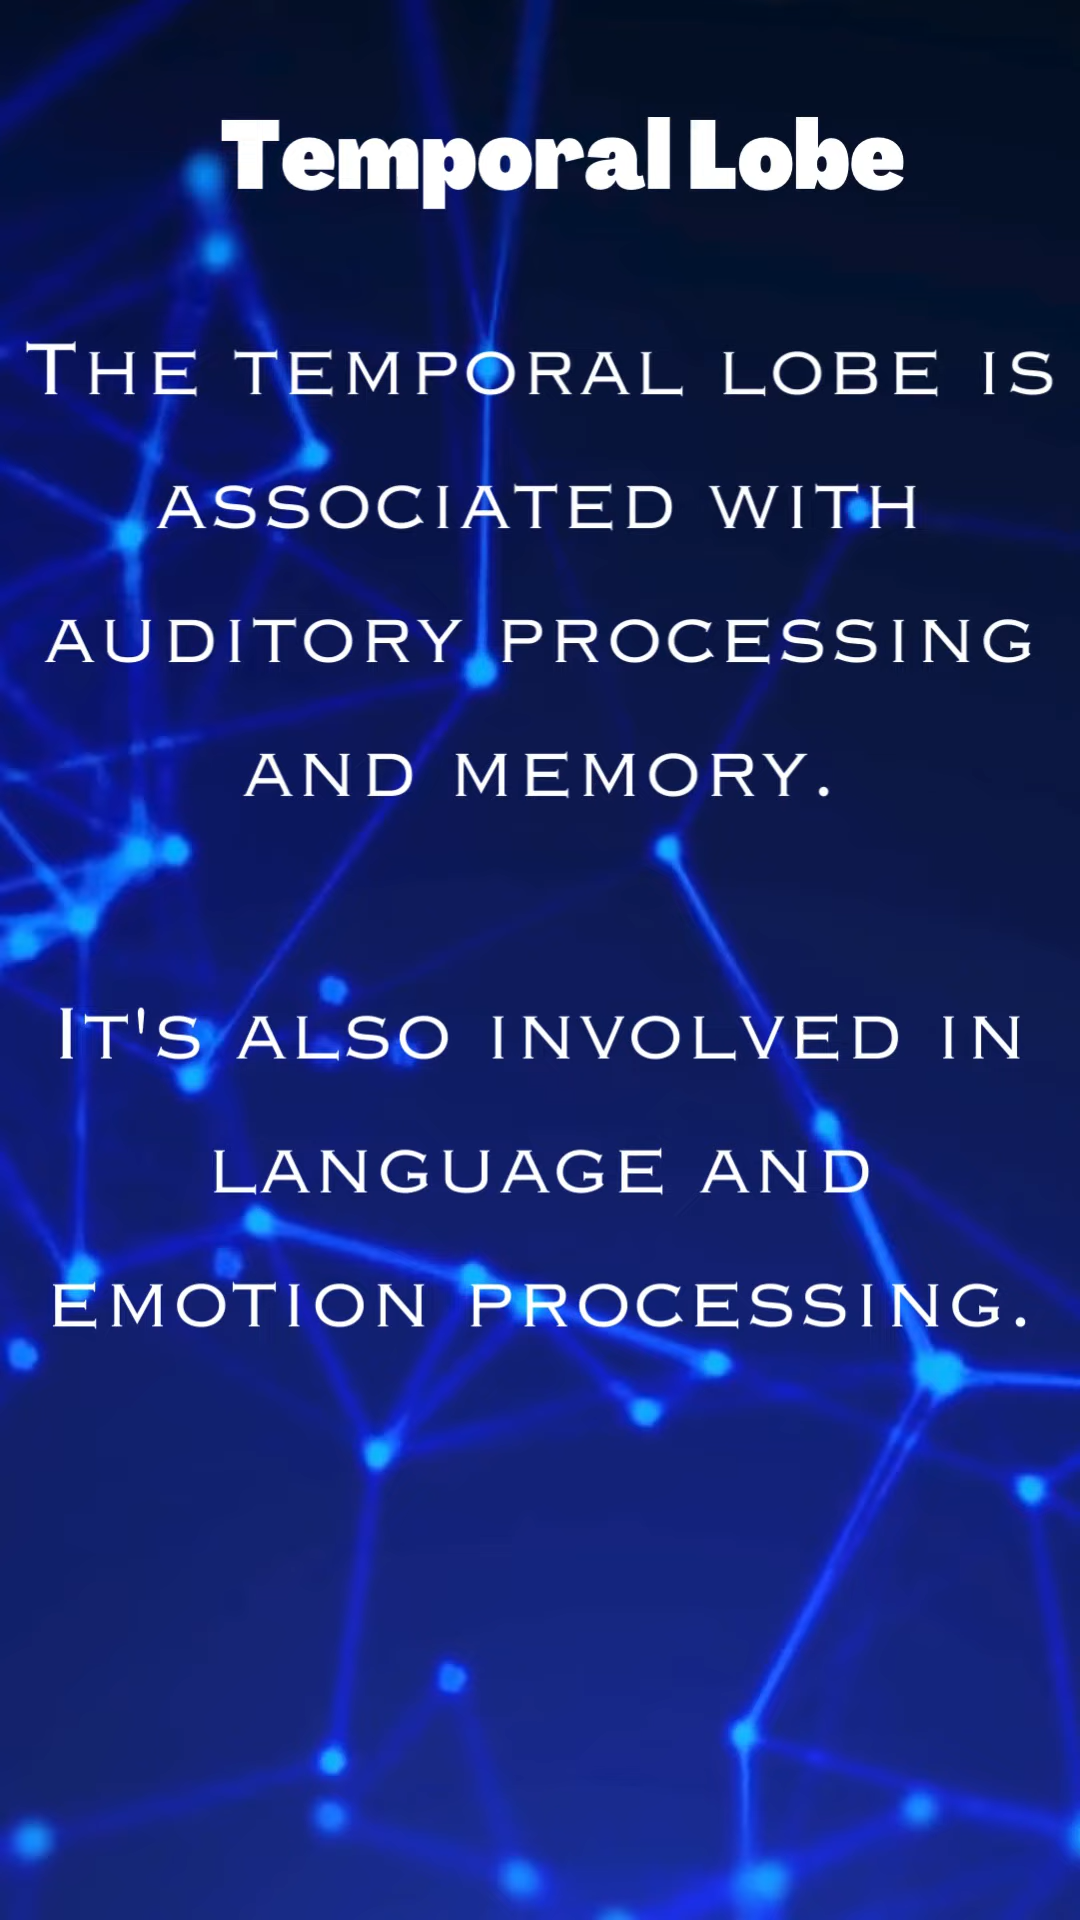 Temporal Lobe
The temporal lobe is
associated with
auditory processing
and memory.
It's also involved in
language and
emotion processing.